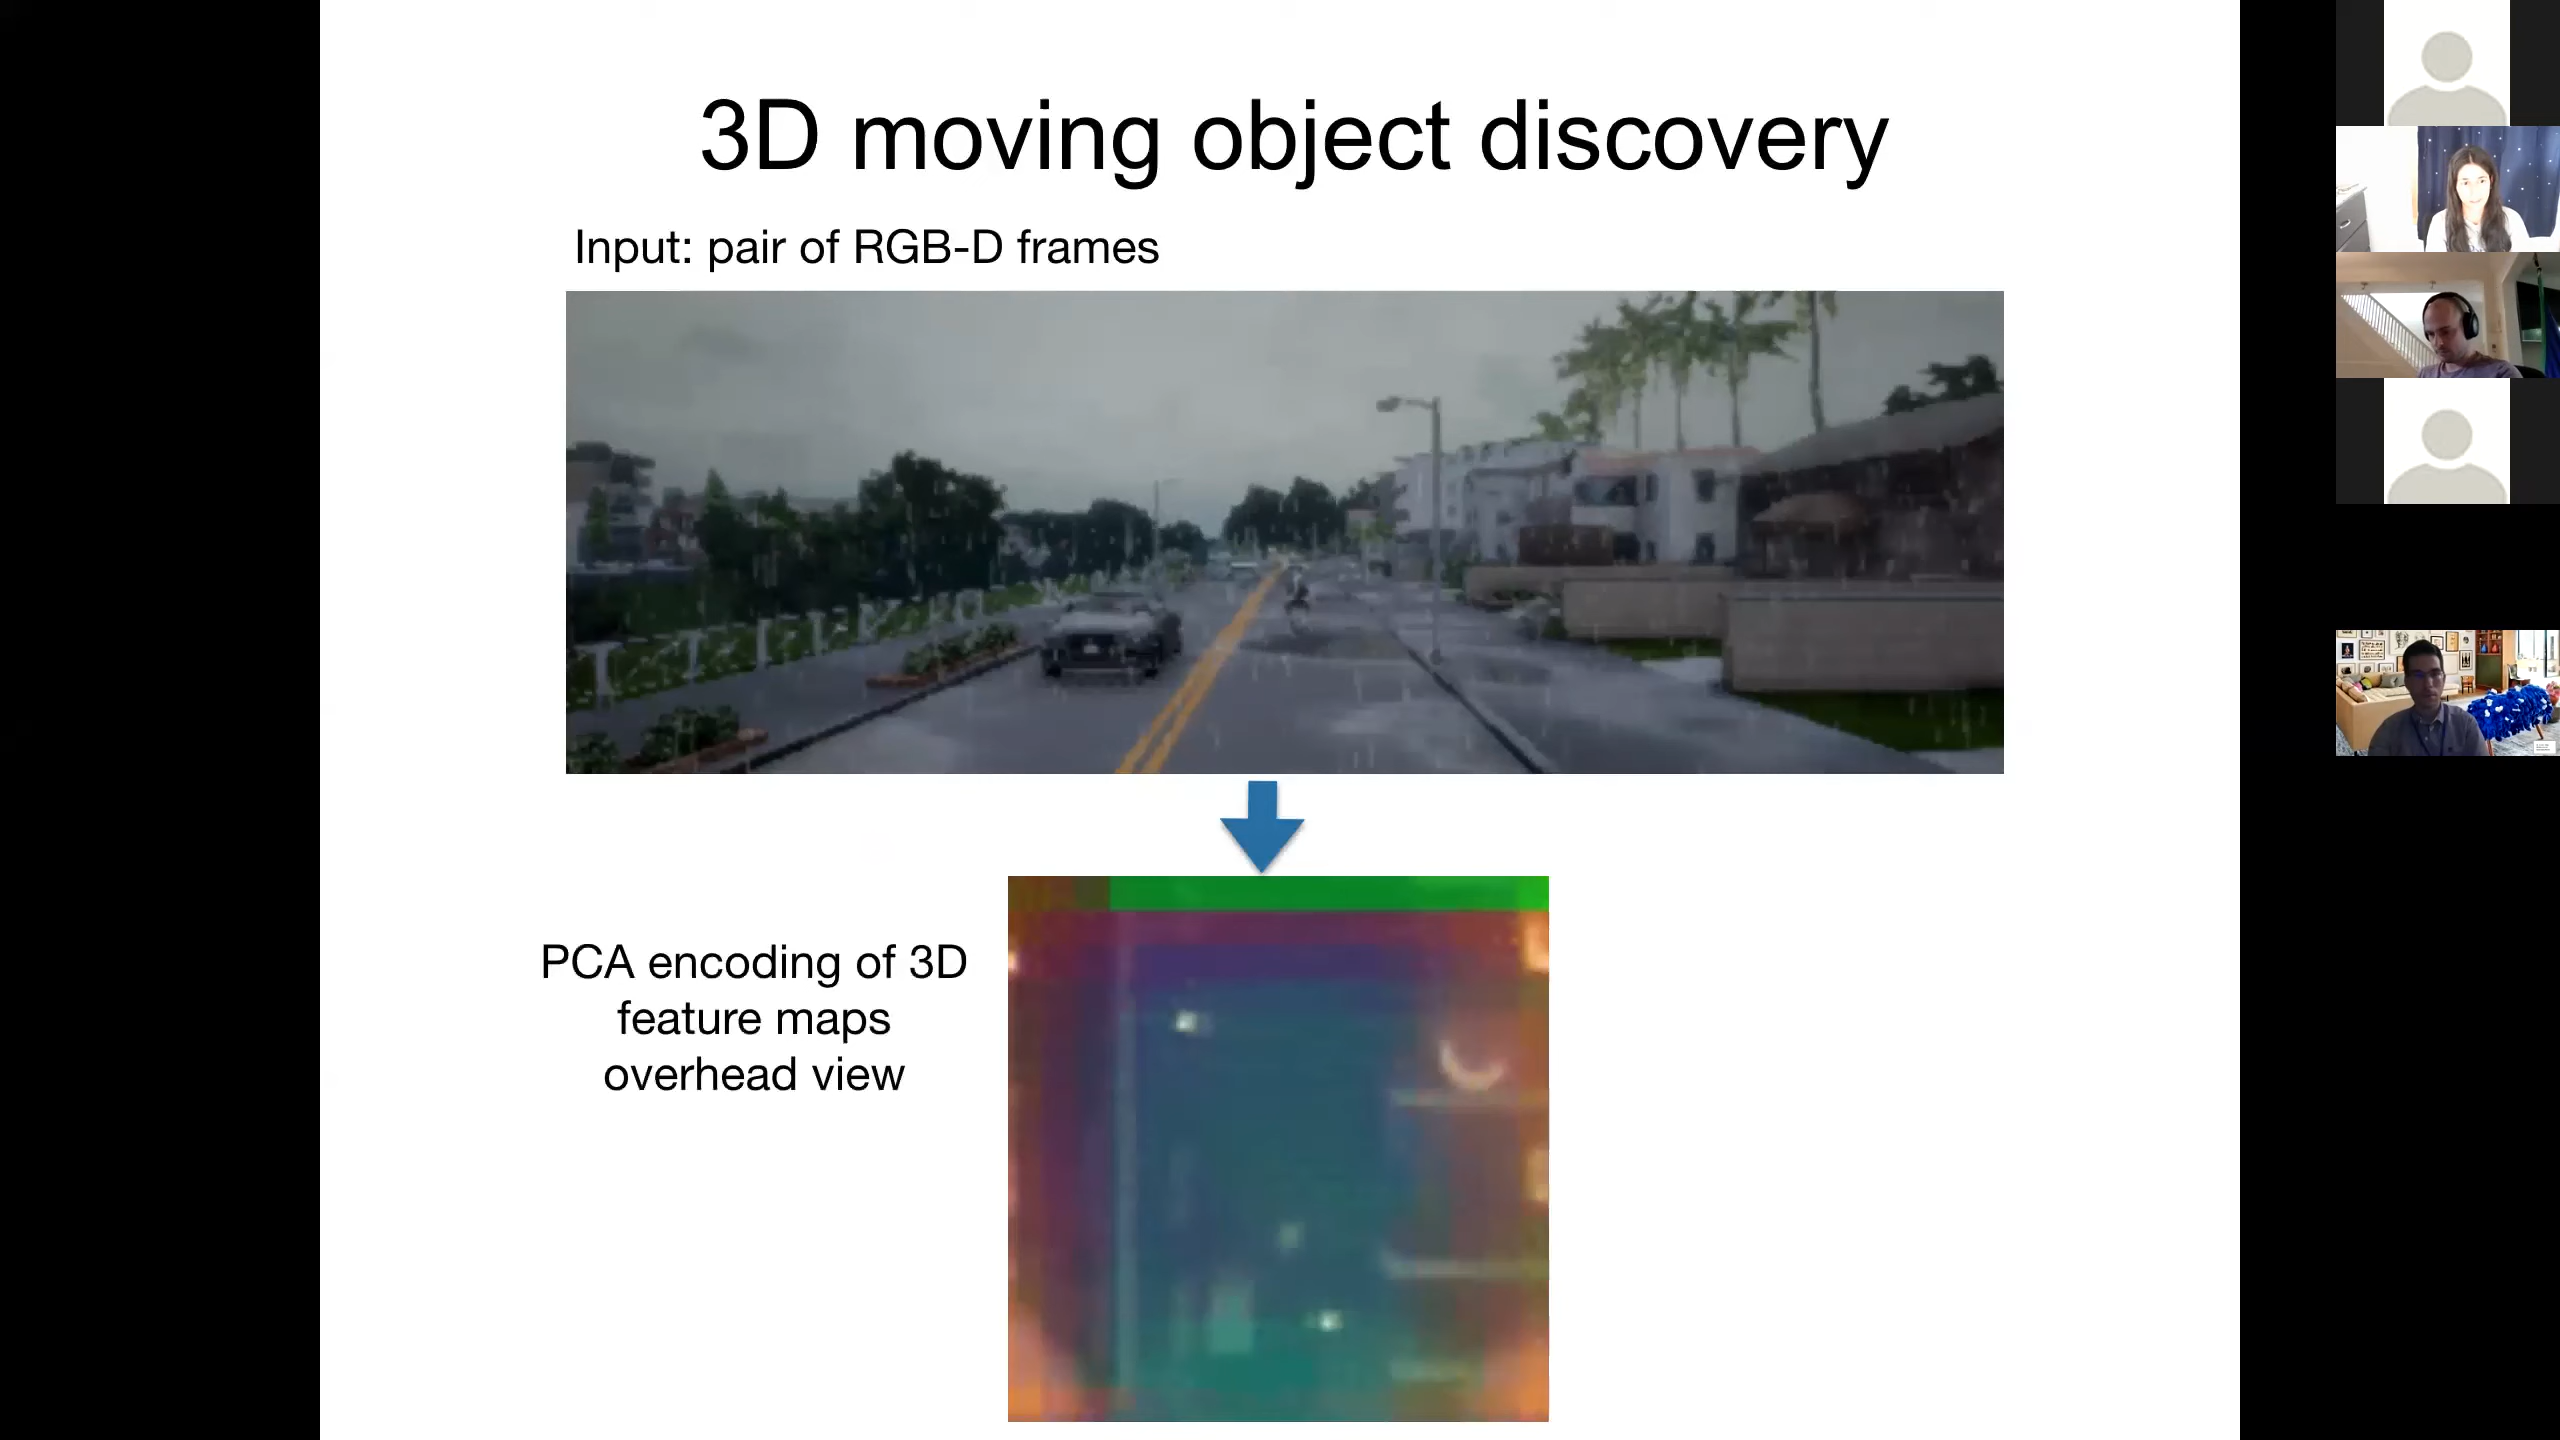 3D moving object discovery
Input: pair of RGB-D frames
PCA encoding of 3D
feature maps
overhead view